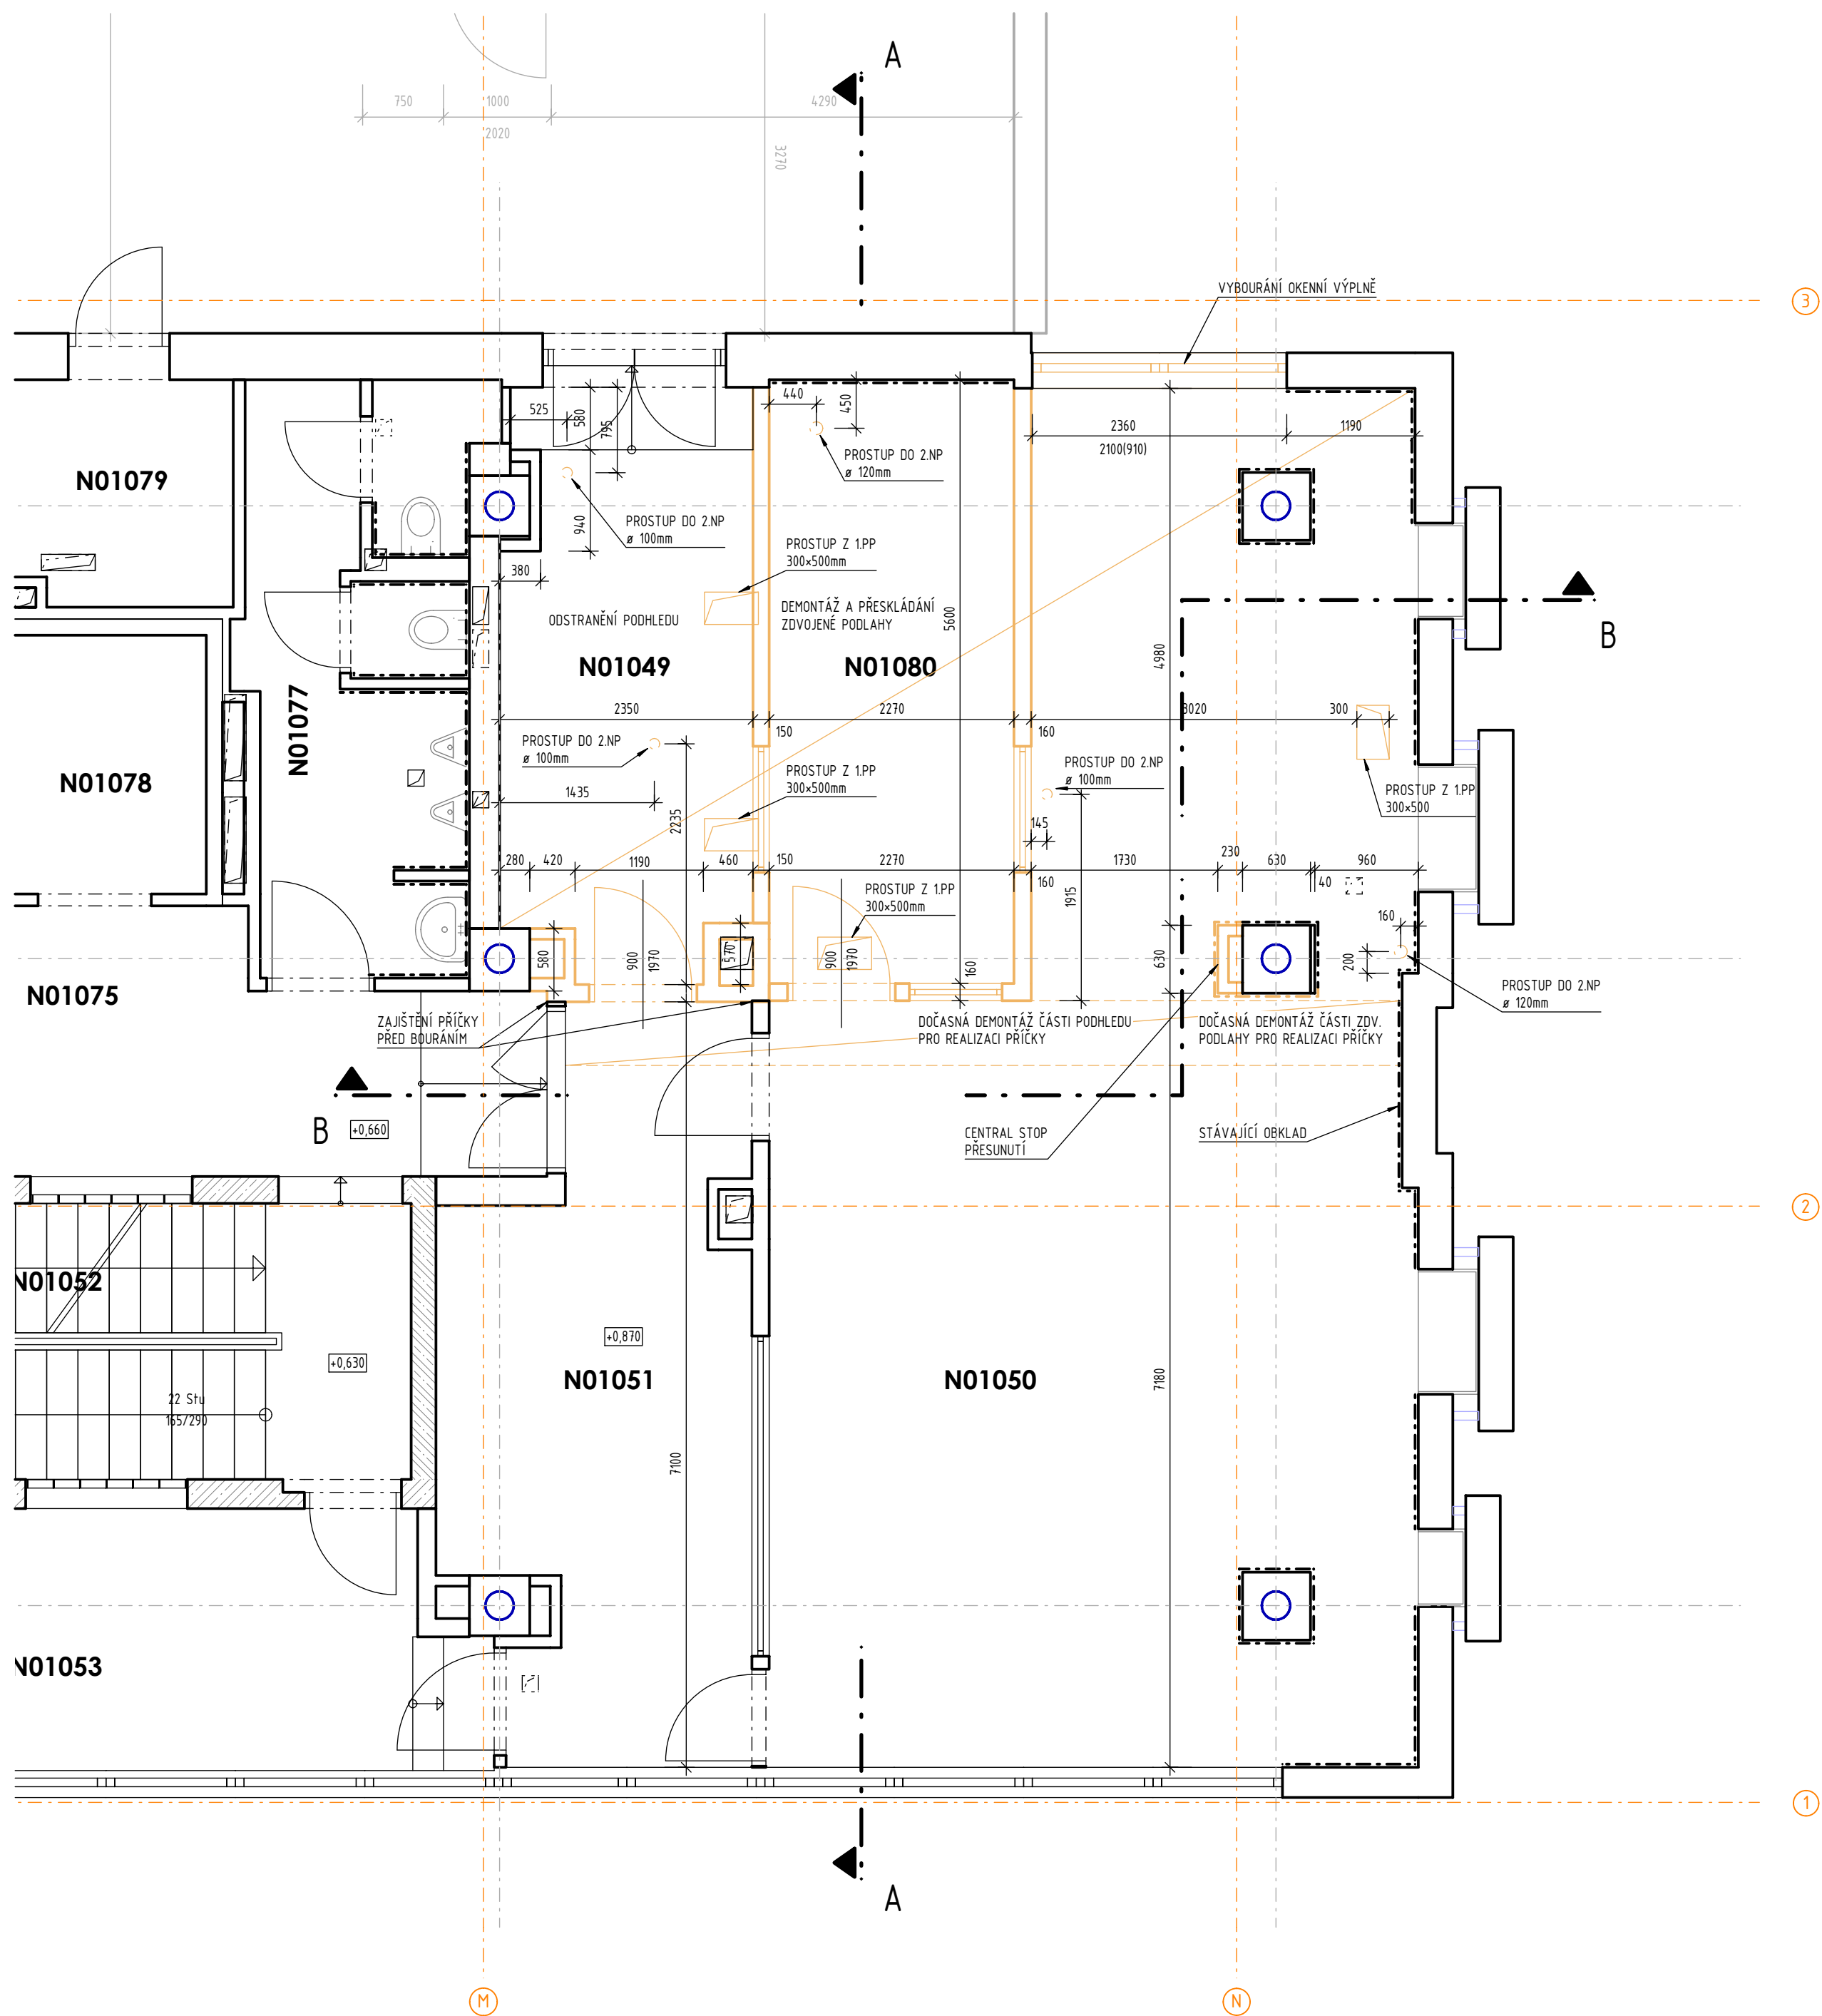 A
750
1000
4290
2020
3270
VYBOURÁNÍ OKENNÍ VÝPLNĚ
3
525
580
795
440
450
2360
1190
2100(910)
PROSTUP DO 2.NP
ø 120mm
N01079
940
PROSTUP DO 2.NP
ø 100mm
PROSTUP Z 1.PP
300×500mm
380
ODSTRANĚNÍ PODHLEDU
DEMONTÁŽ A PŘESKLÁDÁNÍ
ZDVOJENÉ PODLAHY
5600
B
4980
N01049
N01080
N01077
2350
2270
3020
300
150
160
PROSTUP DO 2.NP
ø 100mm
PROSTUP DO 2.NP
ø 100mm
PROSTUP Z 1.PP
300×500mm
PROSTUP Z 1.PP
300×500
N01078
1435
2235
145
280
420
1190
460
150
2270
1730
230
630
960
160
40
1915
PROSTUP Z 1.PP
300×500mm
160
580
900
1970
570
900
1970
160
630
200
N01075
PROSTUP DO 2.NP
ø 120mm
ZAJIŠTĚNÍ PŘÍČKY
PŘED BOURÁNÍM
DOČASNÁ DEMONTÁŽ ČÁSTI PODHLEDU
PRO REALIZACI PŘÍČKY
DOČASNÁ DEMONTÁŽ ČÁSTI ZDV.
PODLAHY PRO REALIZACI PŘÍČKY
B
+0,660
CENTRAL STOP
PŘESUNUTÍ
STÁVAJÍCÍ OBKLAD
2
N01052
+0,870
+0,630
N01051
N01050
7180
22 Stu
165/290
7100
N01053
1
A
M
N